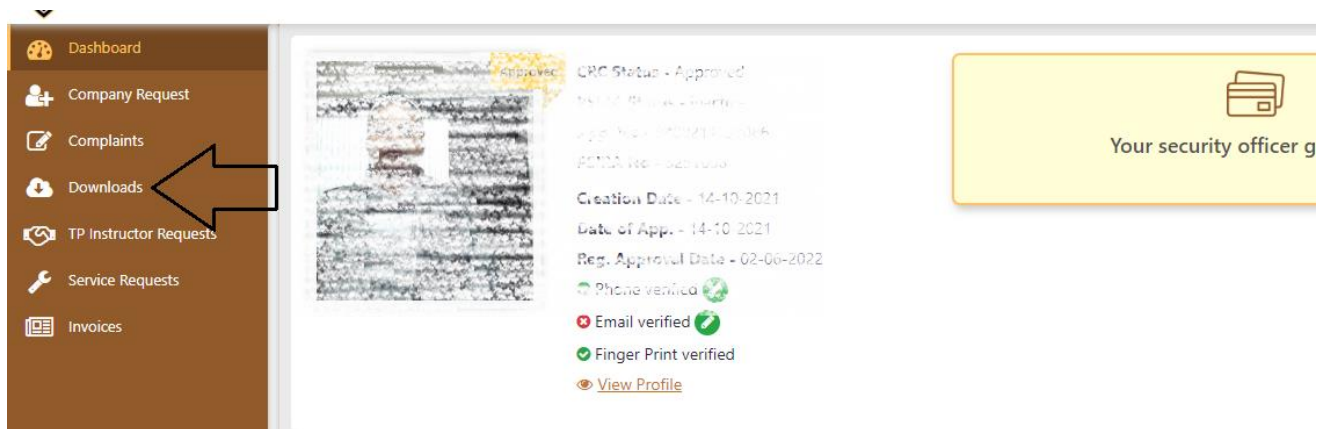 Dashboard
Company Request
Complaints
Downloads
TP Instructor Requests
Service Requests
Invoices
Approved
CRC Status - Approved
Creation Date - 14-10-2021
Date of App. - 14-10-2021
Reg. Approval Date - 02-06-2022
Phone verified
Email verified
Finger Print verified
View Profile
Your security officer g